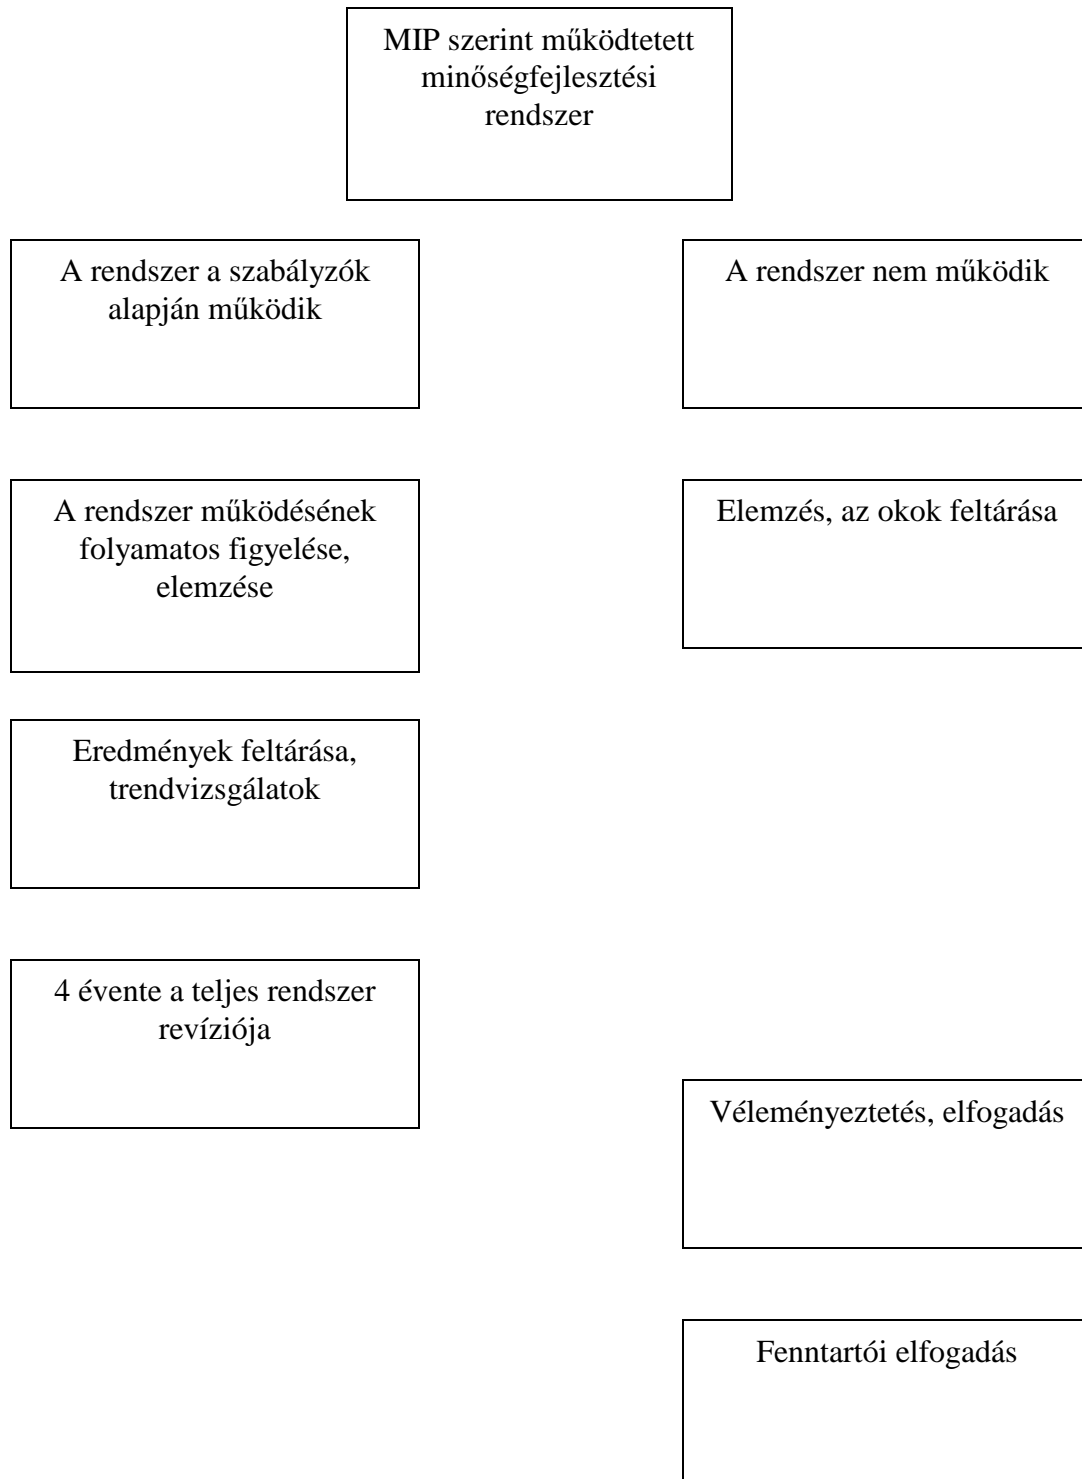 MIP szerint működtetett
minőségfejlesztési
rendszer
A rendszer a szabályzók
alapján működik
A rendszer nem működik
A rendszer működésének
folyamatos figyelése,
elemzése
Elemzés, az okok feltárása
Eredmények feltárása,
trendvizsgálatok
4 évente a teljes rendszer
revíziója
Véleményeztetés, elfogadás
Fenntartói elfogadás